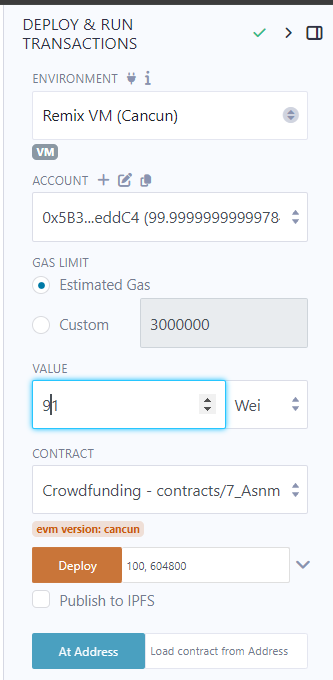 DEPLOY & RUN
TRANSACTIONS
ENVIRONMENT
Remix VM (Cancun)
VM
ACCOUNT
0x5B3...eddC4 (99.9999999999978
GAS LIMIT
Estimated Gas
Custom
3000000
VALUE
91
Wei
CONTRACT
Crowdfunding - contracts/7_Asnm
evm version: cancun
Deploy
100, 604800
Publish to IPFS
At Address
Load contract from Address